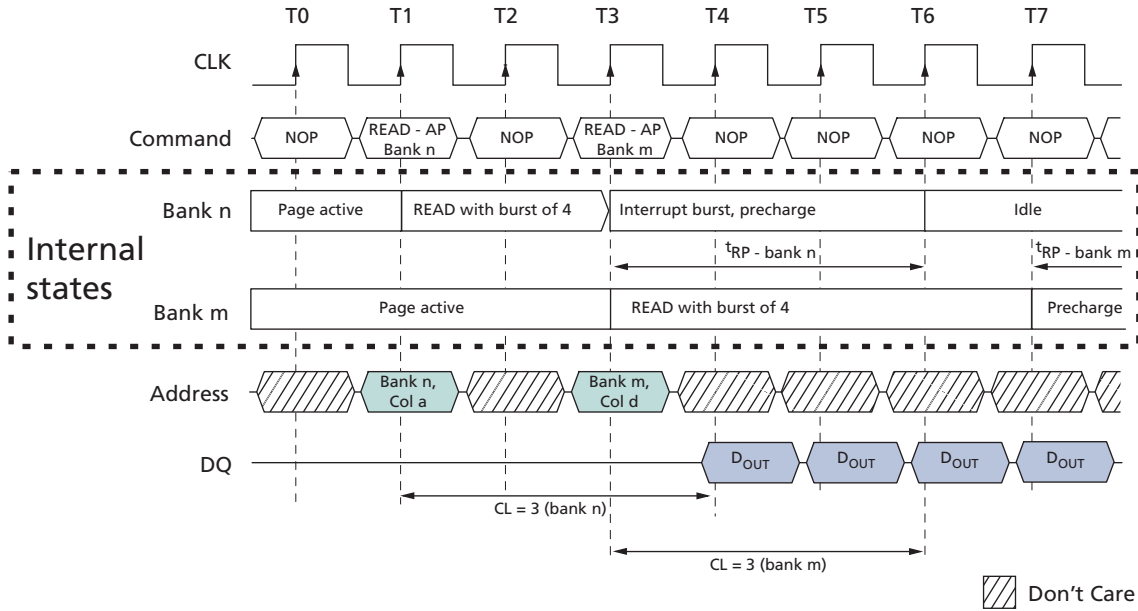 T0 T1 T2 T3 T4 T5 T6 T7
CLK
Command NOP READ - AP Bank n NOP READ - AP Bank m NOP NOP NOP NOP
Bank n Page active READ with burst of 4 Interrupt burst, precharge Idle
Internal states
tRP - bank n tRP - bank m
Bank m Page active READ with burst of 4 Precharge
Address Bank n, Col a Bank m, Col d
DQ DOUT DOUT DOUT DOUT
CL = 3 (bank n)
CL = 3 (bank m)
Don't Care